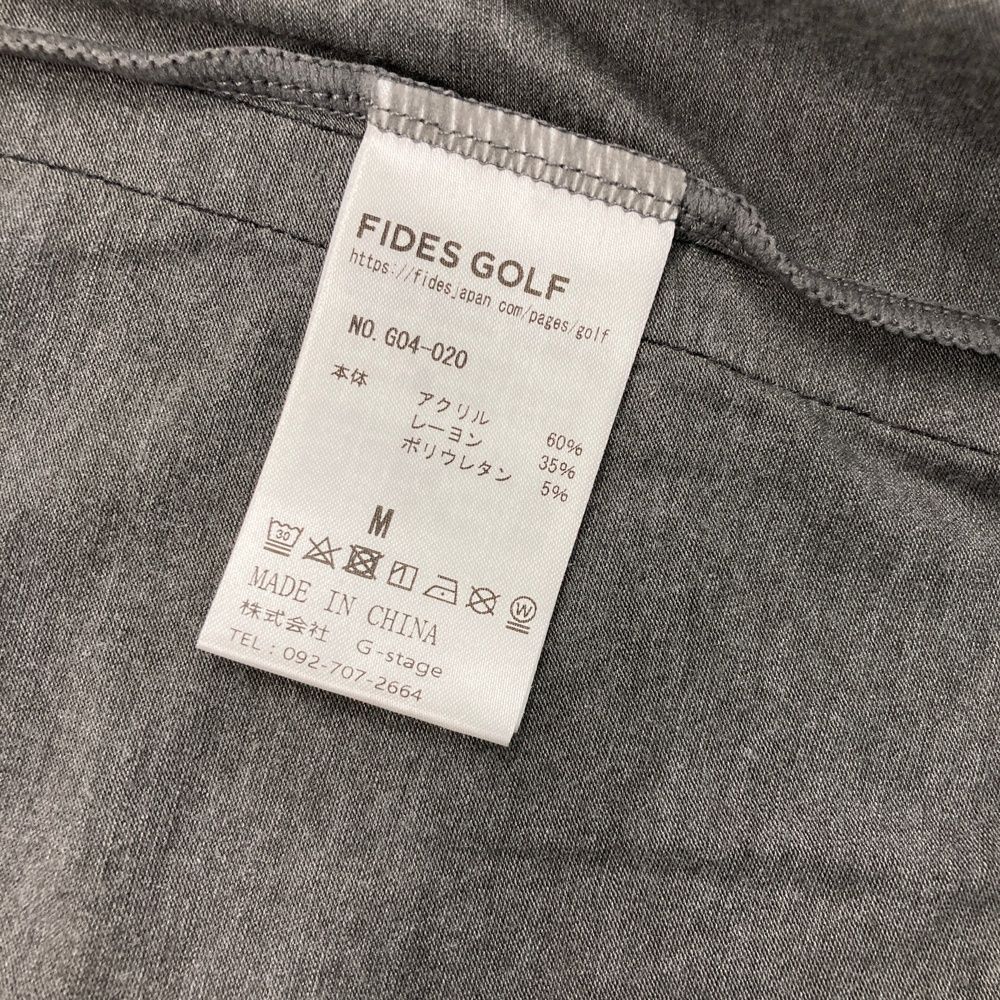 FIDES GOLF
https://fides_japan com/pages/golf
NO. G04-020
本体 アクリル 60%
レーヨン 35%
ポリウレタン 5%
M
30 W
MADE IN CHINA
株式会社 G-stage
TEL : 092-707-2664